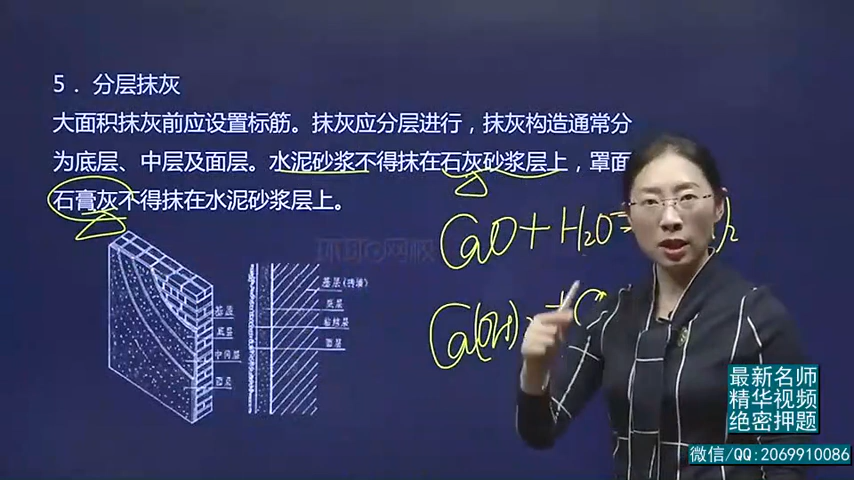 5．分层抹灰
大面积抹灰前应设置标筋。抹灰应分层进行，抹灰构造通常分
为底层、中层及面层。水泥砂浆不得抹在石灰砂浆层上，罩面
石膏灰不得抹在水泥砂浆层上。
CaO + H₂O =
Ca(OH)
基层
底层
中间层
面层
基层(砖墙)
底层
粘结层
面层
最新名师
精华视频
绝密押题
微信/QQ:2069910086